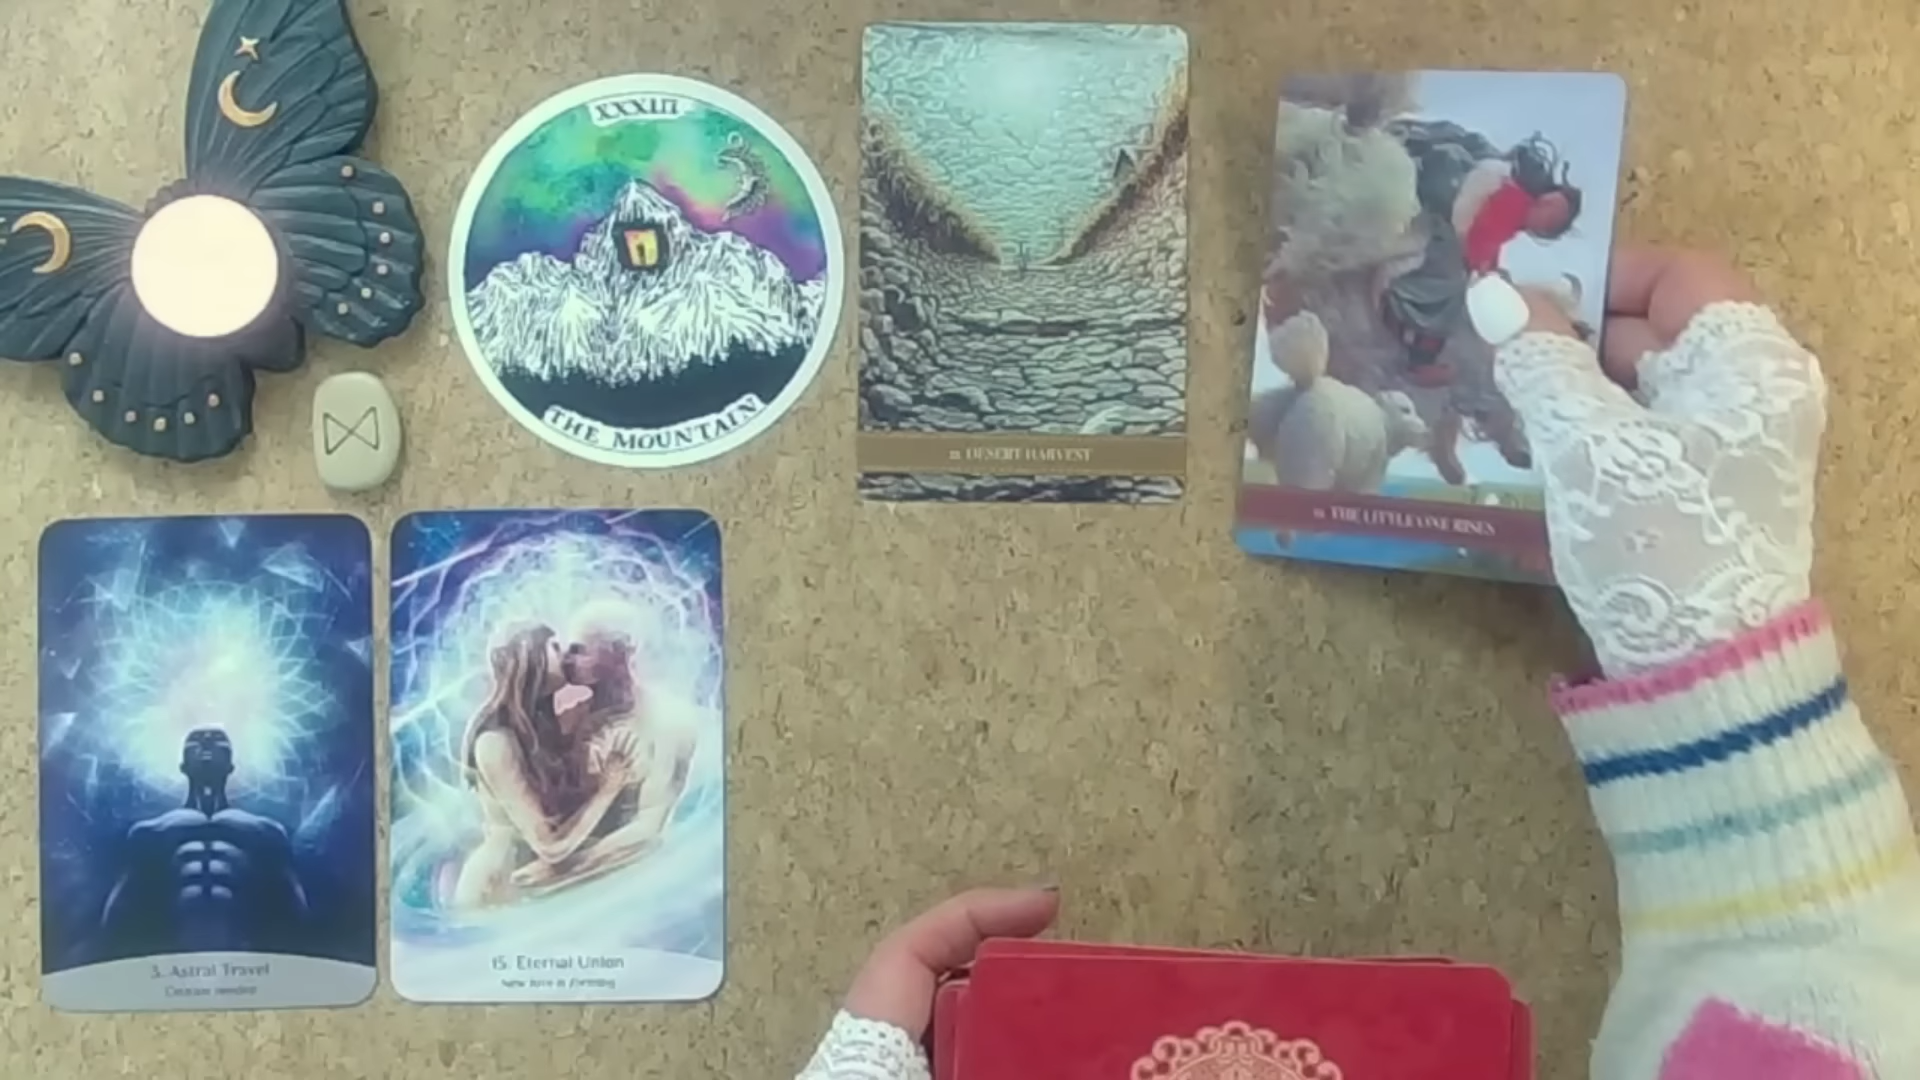 XXXIII
THE MOUNTAIN
DESERT HARVEST
THE LITTLE ONE RISES
3. Astral Travel
15. Eternal Union
New love is forming